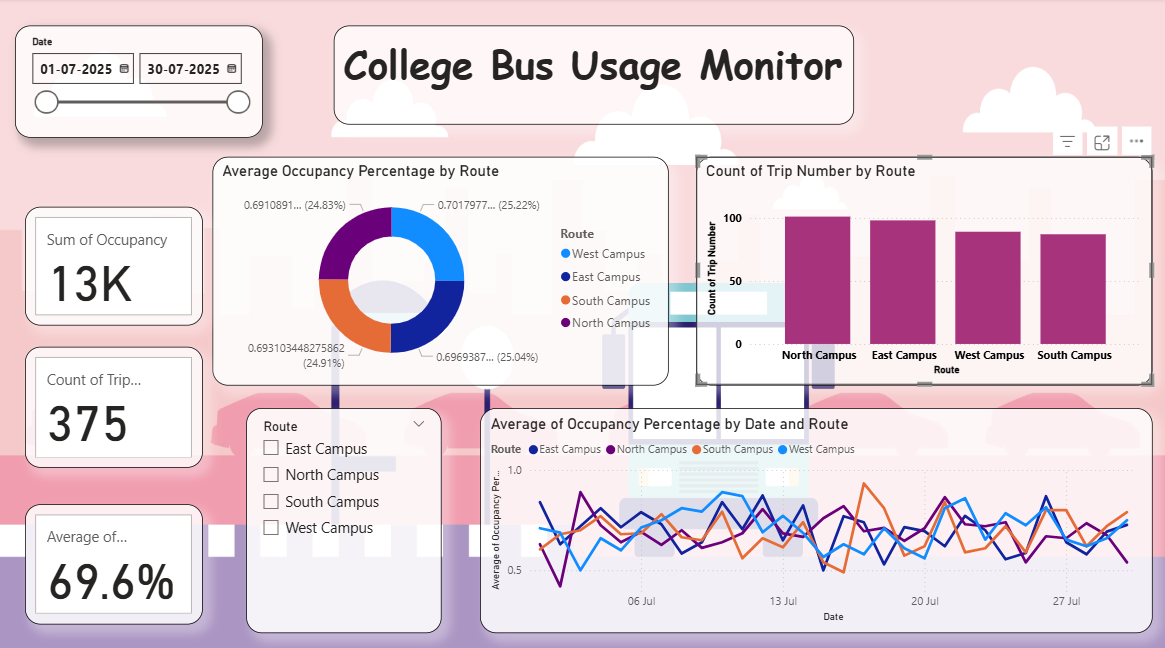 Date
01-07-2025 30-07-2025
College Bus Usage Monitor
Sum of Occupancy
13K
Count of Trip...
375
Average of...
69.6%
Average Occupancy Percentage by Route
0.6910891... (24.83%)
0.7017977... (25.22%)
0.693103448275862
(24.91%)
0.6969387... (25.04%)
Route
West Campus
East Campus
South Campus
North Campus
Count of Trip Number by Route
Count of Trip Number
100
50
0
North Campus East Campus West Campus South Campus
Route
Route
East Campus
North Campus
South Campus
West Campus
Average of Occupancy Percentage by Date and Route
Route East Campus North Campus South Campus West Campus
Average of Occupancy Per...
1.0
0.5
06 Jul 13 Jul 20 Jul 27 Jul
Date